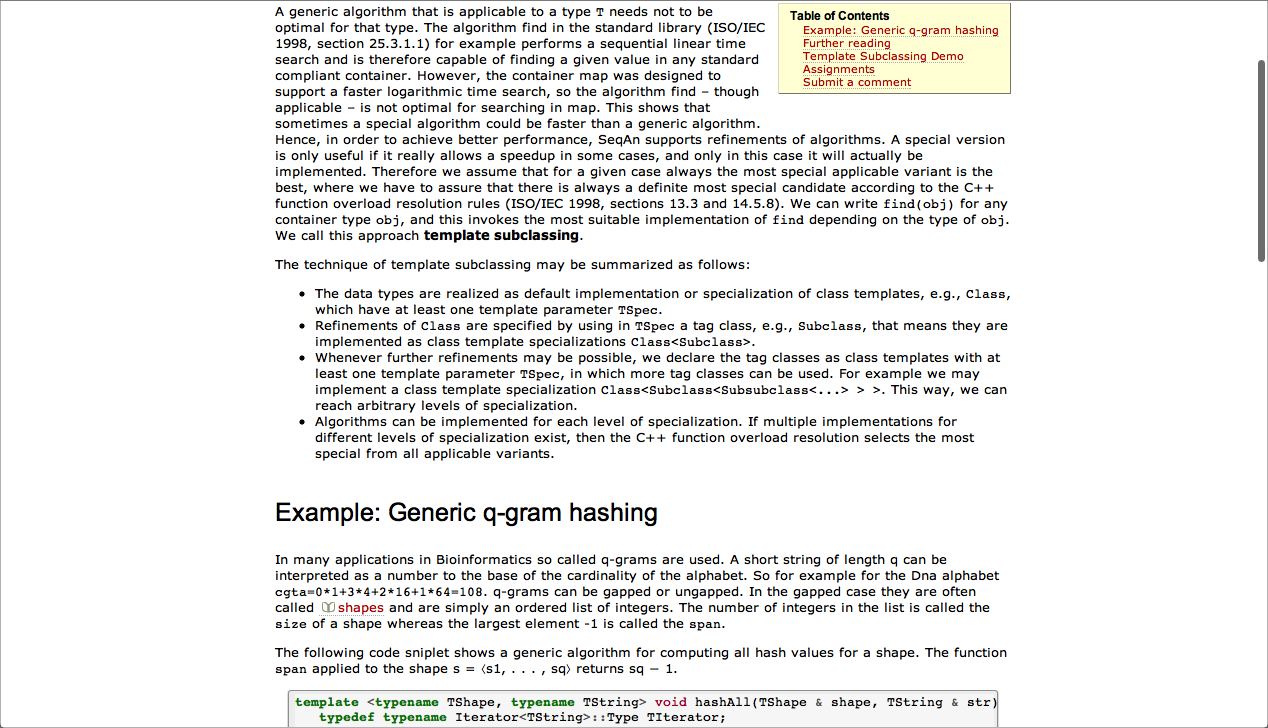 A generic algorithm that is applicable to a type T needs not to be
optimal for that type. The algorithm find in the standard library (ISO/IEC
1998, section 25.3.1.1) for example performs a sequential linear time
search and is therefore capable of finding a given value in any standard
compliant container. However, the container map was designed to
support a faster logarithmic time search, so the algorithm find – though
applicable – is not optimal for searching in map. This shows that
sometimes a special algorithm could be faster than a generic algorithm.
Hence, in order to achieve better performance, SeqAn supports refinements of algorithms. A special version
is only useful if it really allows a speedup in some cases, and only in this case it will actually be
implemented. Therefore we assume that for a given case always the most special applicable variant is the
best, where we have to assure that there is always a definite most special candidate according to the C++
function overload resolution rules (ISO/IEC 1998, sections 13.3 and 14.5.8). We can write find(obj) for any
container type obj, and this invokes the most suitable implementation of find depending on the type of obj.
We call this approach template subclassing.
Table of Contents
Example: Generic q-gram hashing
Further reading
Template Subclassing Demo
Assignments
Submit a comment
The technique of template subclassing may be summarized as follows:
• The data types are realized as default implementation or specialization of class templates, e.g., Class,
which have at least one template parameter TSpec.
• Refinements of Class are specified by using in TSpec a tag class, e.g., Subclass, that means they are
implemented as class template specializations Class<Subclass>.
• Whenever further refinements may be possible, we declare the tag classes as class templates with at
least one template parameter TSpec, in which more tag classes can be used. For example we may
implement a class template specialization Class<Subclass<Subsubclass<...> > >. This way, we can
reach arbitrary levels of specialization.
• Algorithms can be implemented for each level of specialization. If multiple implementations for
different levels of specialization exist, then the C++ function overload resolution selects the most
special from all applicable variants.
Example: Generic q-gram hashing
In many applications in Bioinformatics so called q-grams are used. A short string of length q can be
interpreted as a number to the base of the cardinality of the alphabet. So for example for the Dna alphabet
cgta=0*1+3*4+2*16+1*64=108. q-grams can be gapped or ungapped. In the gapped case they are often
called shapes and are simply an ordered list of integers. The number of integers in the list is called the
size of a shape whereas the largest element -1 is called the span.
The following code sniplet shows a generic algorithm for computing all hash values for a shape. The function
span applied to the shape s = ⟨s1, . . . , sq⟩ returns sq − 1.
template <typename TShape, typename TString> void hashAll(TShape & shape, TString & str)
typedef typename Iterator<TString>::Type TIterator;